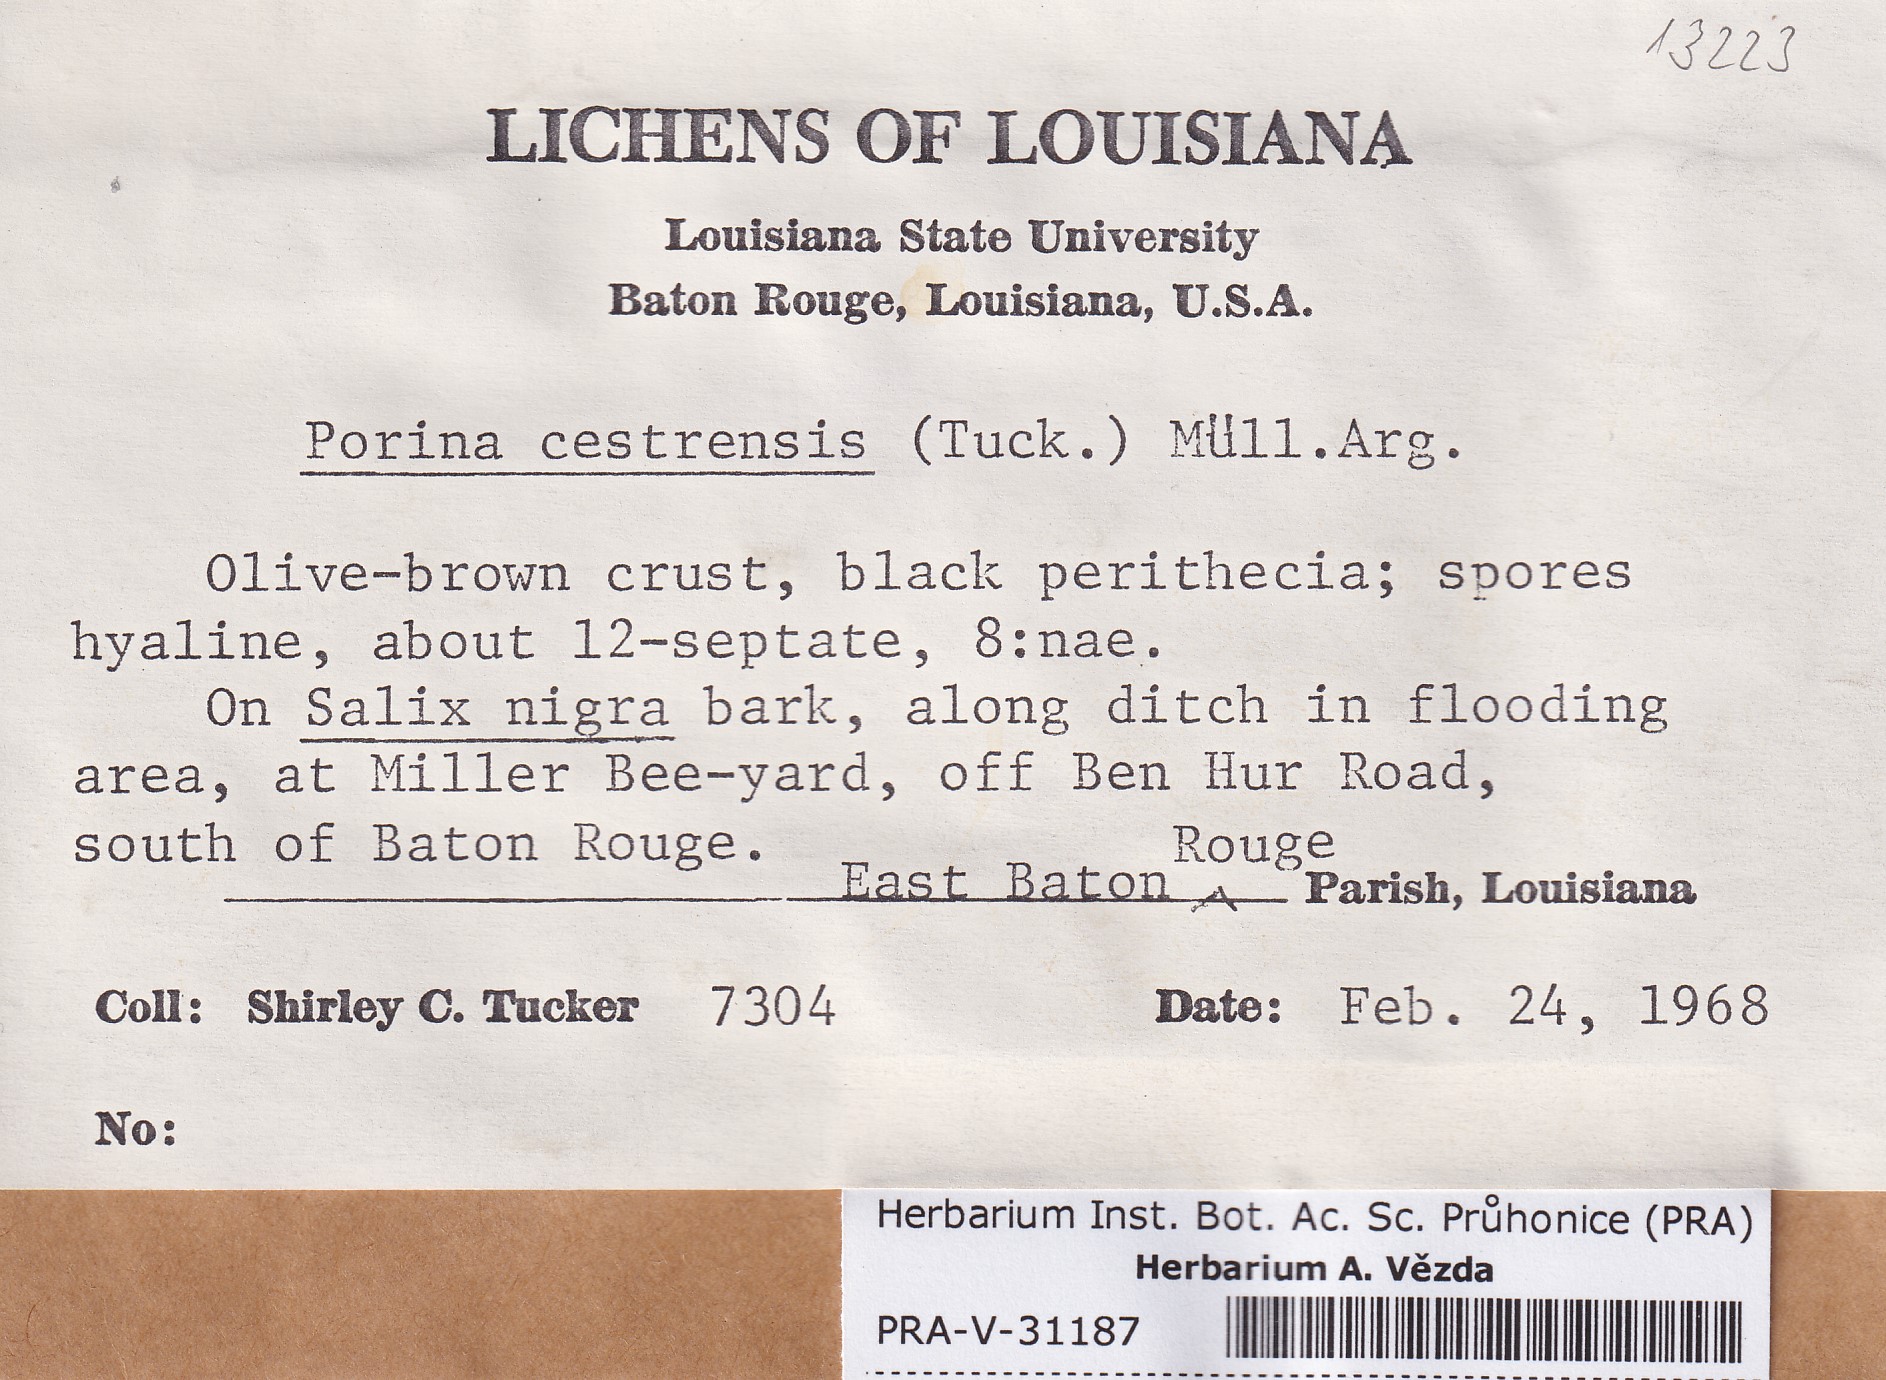 13223
LICHENS OF LOUISIANA
Louisiana State University
Baton Rouge, Louisiana, U.S.A.
Porina cestrensis (Tuck.) Müll.Arg.
Olive-brown crust, black perithecia; spores
hyaline, about 12-septate, 8:nae.
On Salix nigra bark, along ditch in flooding
area, at Miller Bee-yard, off Ben Hur Road,
south of Baton Rouge.
East Baton Rouge Parish, Louisiana
Coll: Shirley C. Tucker 7304 Date: Feb. 24, 1968
No:
Herbarium Inst. Bot. Ac. Sc. Průhonice (PRA)
Herbarium A. Vězda
PRA-V-31187